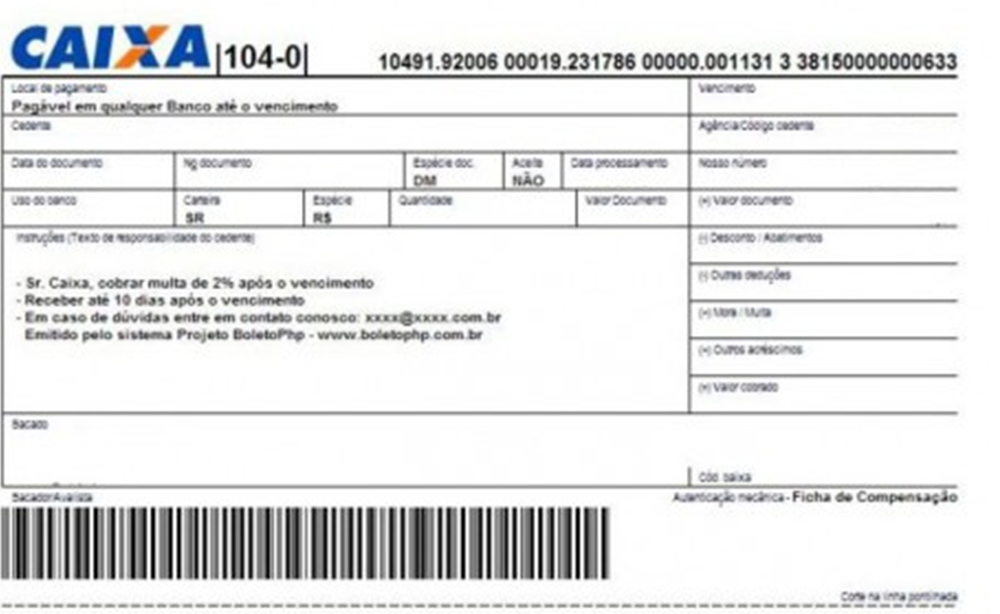 CAIXA |104-0| 10491.92006 00019.231786 00000.001131 3 38150000000633
Local de pagamento Vencimento
Pagável em qualquer Banco até o vencimento
Cedente Agência/Código cedente
Data do documento Nº documento Espécie doc. Aceite Data processamento Nosso número
DM NÃO
Uso do banco Carteira Espécie Quantidade Valor Documento (=) Valor documento
SR R$
Instruções (Texto de responsabilidade do cedente) (-) Desconto / Abatimentos
(-) Outras deduções
- Sr. Caixa, cobrar multa de 2% após o vencimento
- Receber até 10 dias após o vencimento
- Em caso de dúvidas entre em contato conosco: xxxx@xxxx.com.br (+) Mora / Multa
Emitido pelo sistema Projeto BoletoPhp - www.boletophp.com.br
(+) Outros acréscimos
(=) Valor cobrado
Sacado
Cód. baixa
Sacador/Avalista Autenticação mecânica - Ficha de Compensação
Corte na linha pontilhada